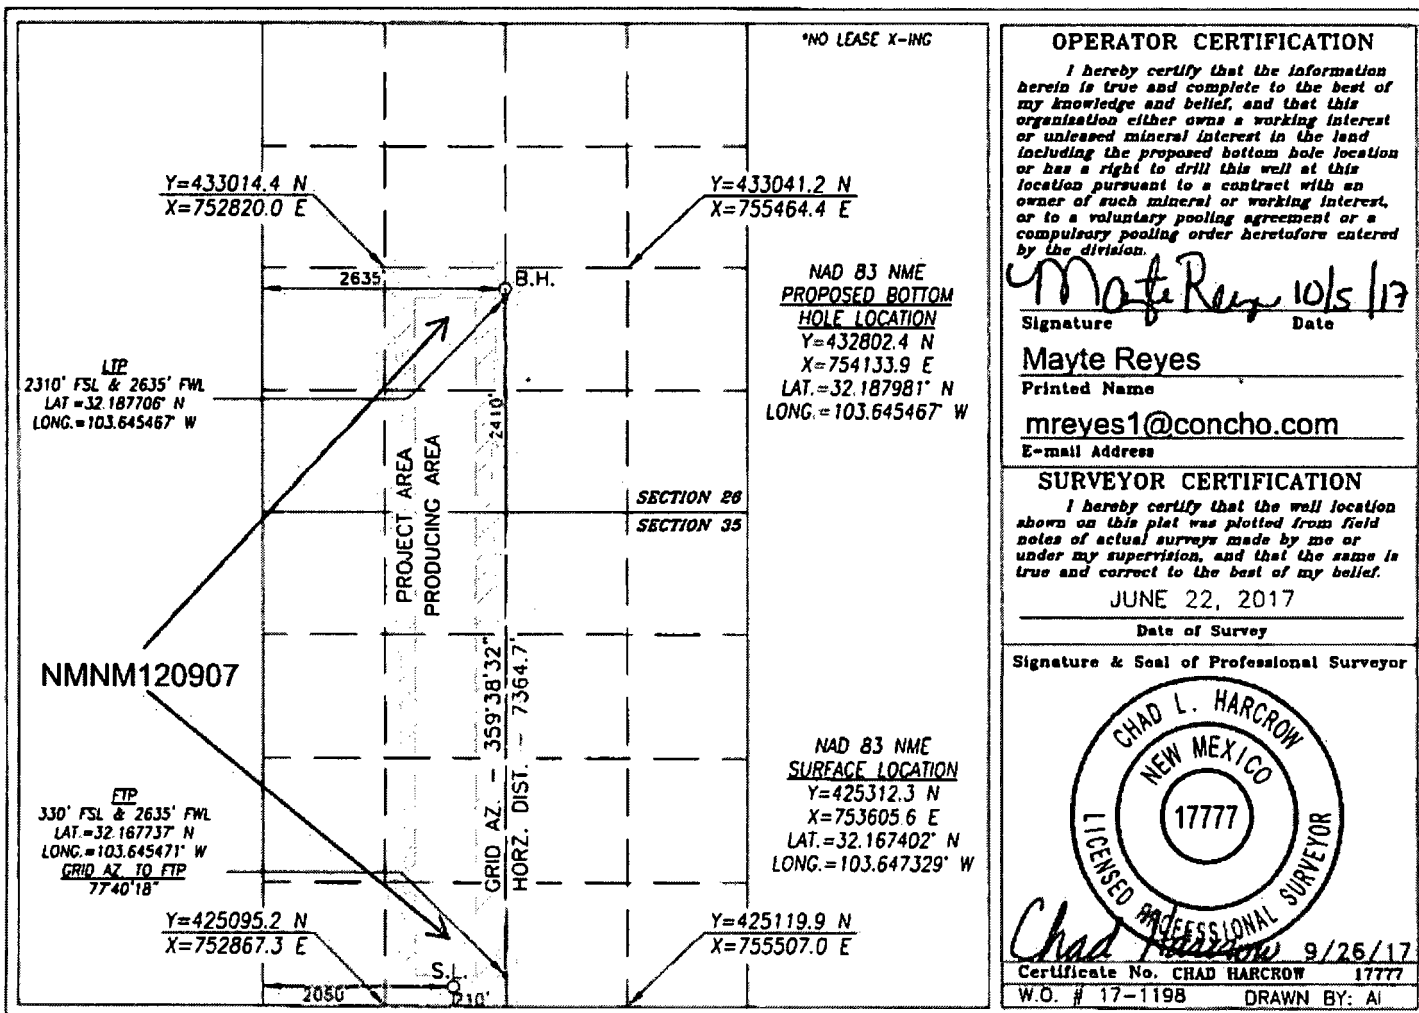 *NO LEASE X-ING
Y=433014.4 N
X=752820.0 E
Y=433041.2 N
X=755464.4 E
2635'
B.H.
NAD 83 NME
PROPOSED BOTTOM
HOLE LOCATION
Y=432802.4 N
X=754133.9 E
LAT.=32.187981° N
LONG.=103.645467° W
LTP
2310' FSL & 2635' FWL
LAT.=32.187706° N
LONG.=103.645467° W
2410'
PROJECT AREA
PRODUCING AREA
SECTION 26
SECTION 35
NMNM120907
GRID AZ. - 359°38'32"
HORZ. DIST. - 7364.7'
NAD 83 NME
SURFACE LOCATION
Y=425312.3 N
X=753605.6 E
LAT.=32.167402° N
LONG.=103.647329° W
FTP
330' FSL & 2635' FWL
LAT.=32.167737° N
LONG.=103.645471° W
GRID AZ. TO FTP
77°40'18"
Y=425095.2 N
X=752867.3 E
Y=425119.9 N
X=755507.0 E
S.L.
2050'
210'
OPERATOR CERTIFICATION
I hereby certify that the information
herein is true and complete to the best of
my knowledge and belief, and that this
organization either owns a working interest
or unleased mineral interest in the land
including the proposed bottom hole location
or has a right to drill this well at this
location pursuant to a contract with an
owner of such mineral or working interest,
or to a voluntary pooling agreement or a
compulsory pooling order heretofore entered
by the division.
Mayte Reyes 10/5/17
Signature Date
Mayte Reyes
Printed Name
mreyes1@concho.com
E-mail Address
SURVEYOR CERTIFICATION
I hereby certify that the well location
shown on this plat was plotted from field
notes of actual surveys made by me or
under my supervision, and that the same is
true and correct to the best of my belief.
JUNE 22, 2017
Date of Survey
Signature & Seal of Professional Surveyor
CHAD L. HARCROW
NEW MEXICO
17777
LICENSED PROFESSIONAL SURVEYOR
Chad Harcrow 9/26/17
Certificate No. CHAD HARCROW 17777
W.O. # 17-1198 DRAWN BY: AI